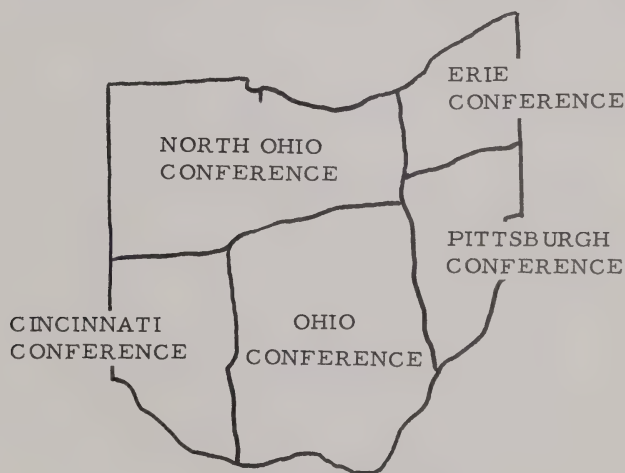 ERIE
CONFERENCE
NORTH OHIO
CONFERENCE
PITTSBURGH
CONFERENCE
CINCINNATI
CONFERENCE
OHIO
CONFERENCE